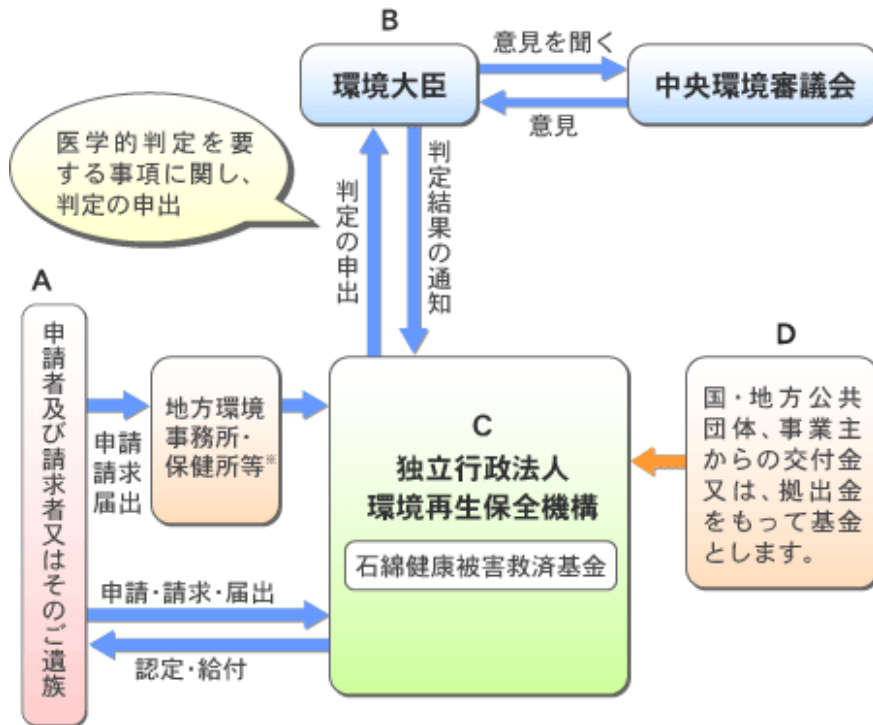 B
環境大臣
意見を聞く
意見
中央環境審議会
医学的判定を要
する事項に関し、
判定の申出
判定の申出
判定結果の通知
A
申請者及び請求者又はそのご遺族
申請
請求
届出
地方環境
事務所・
保健所等※
C
独立行政法人
環境再生保全機構
石綿健康被害救済基金
D
国・地方公共
団体、事業主
からの交付金
又は、拠出金
をもって基金
とします。
申請・請求・届出
認定・給付